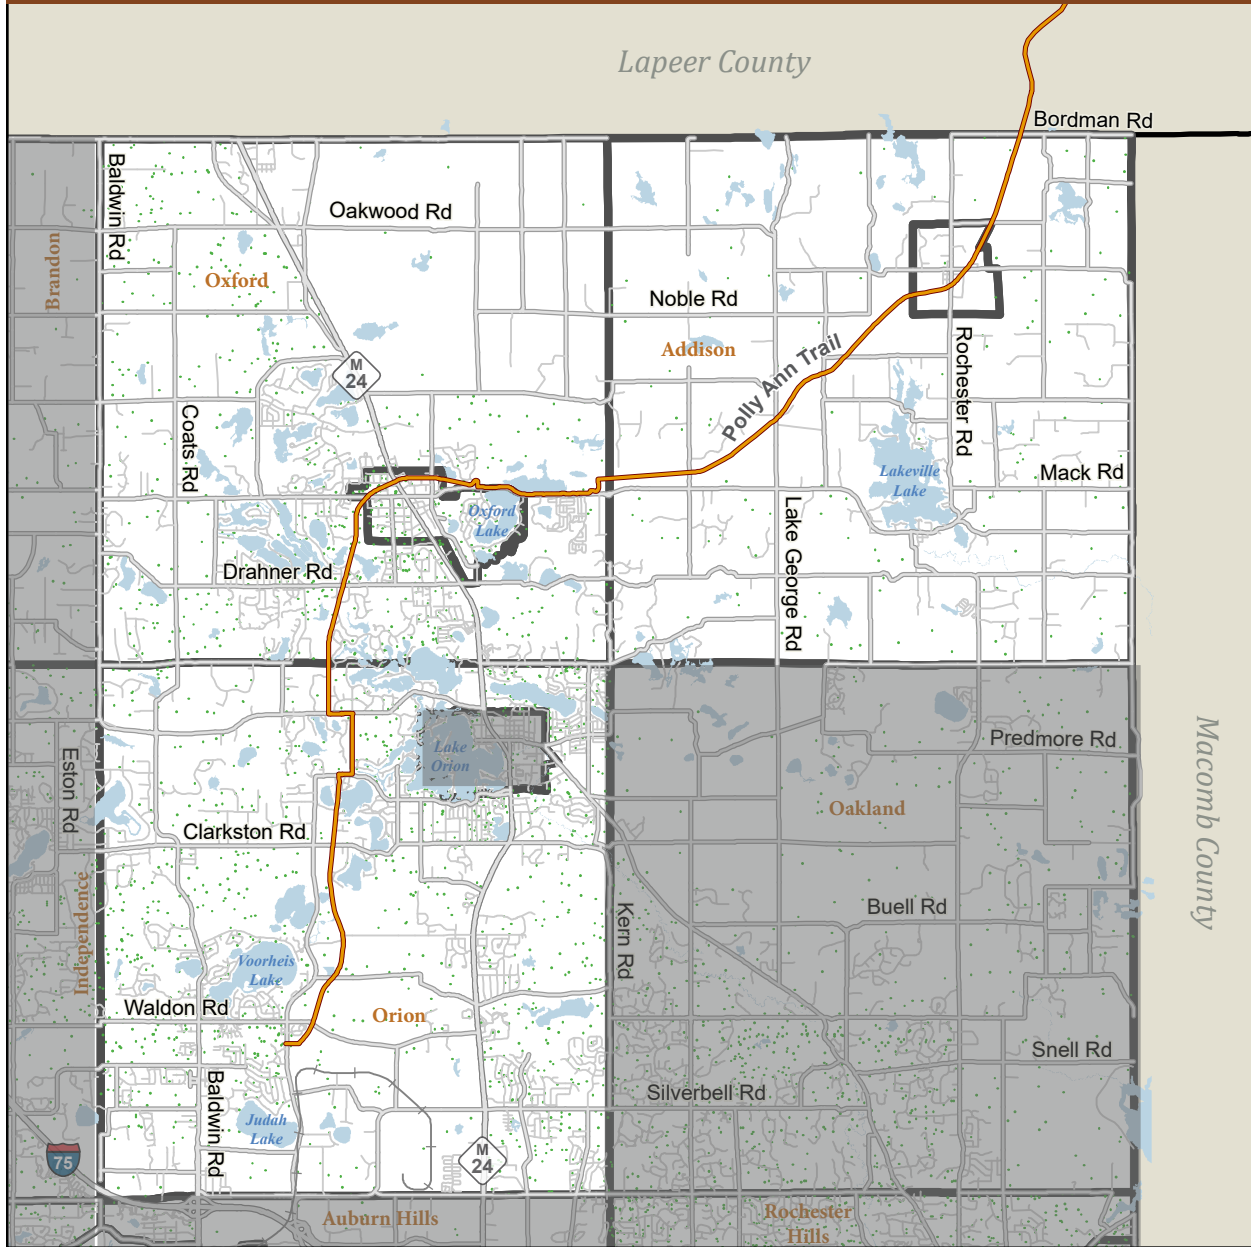 Lapeer County
Bordman Rd
Baldwin Rd
Oakwood Rd
Brandon
Oxford
Noble Rd
Addison
Polly Ann Trail
Rochester Rd
M
24
Coats Rd
Lakeville
Lake
Mack Rd
Oxford
Lake
Lake George Rd
Drahner Rd
Lake
Orion
Predmore Rd
Macomb County
Eston Rd
Oakland
Clarkston Rd
Independence
Buell Rd
Kern Rd
Voorheis
Lake
Waldon Rd
Orion
Snell Rd
Silverbell Rd
Baldwin Rd
Judah
Lake
M
24
75
Auburn Hills
Rochester
Hills